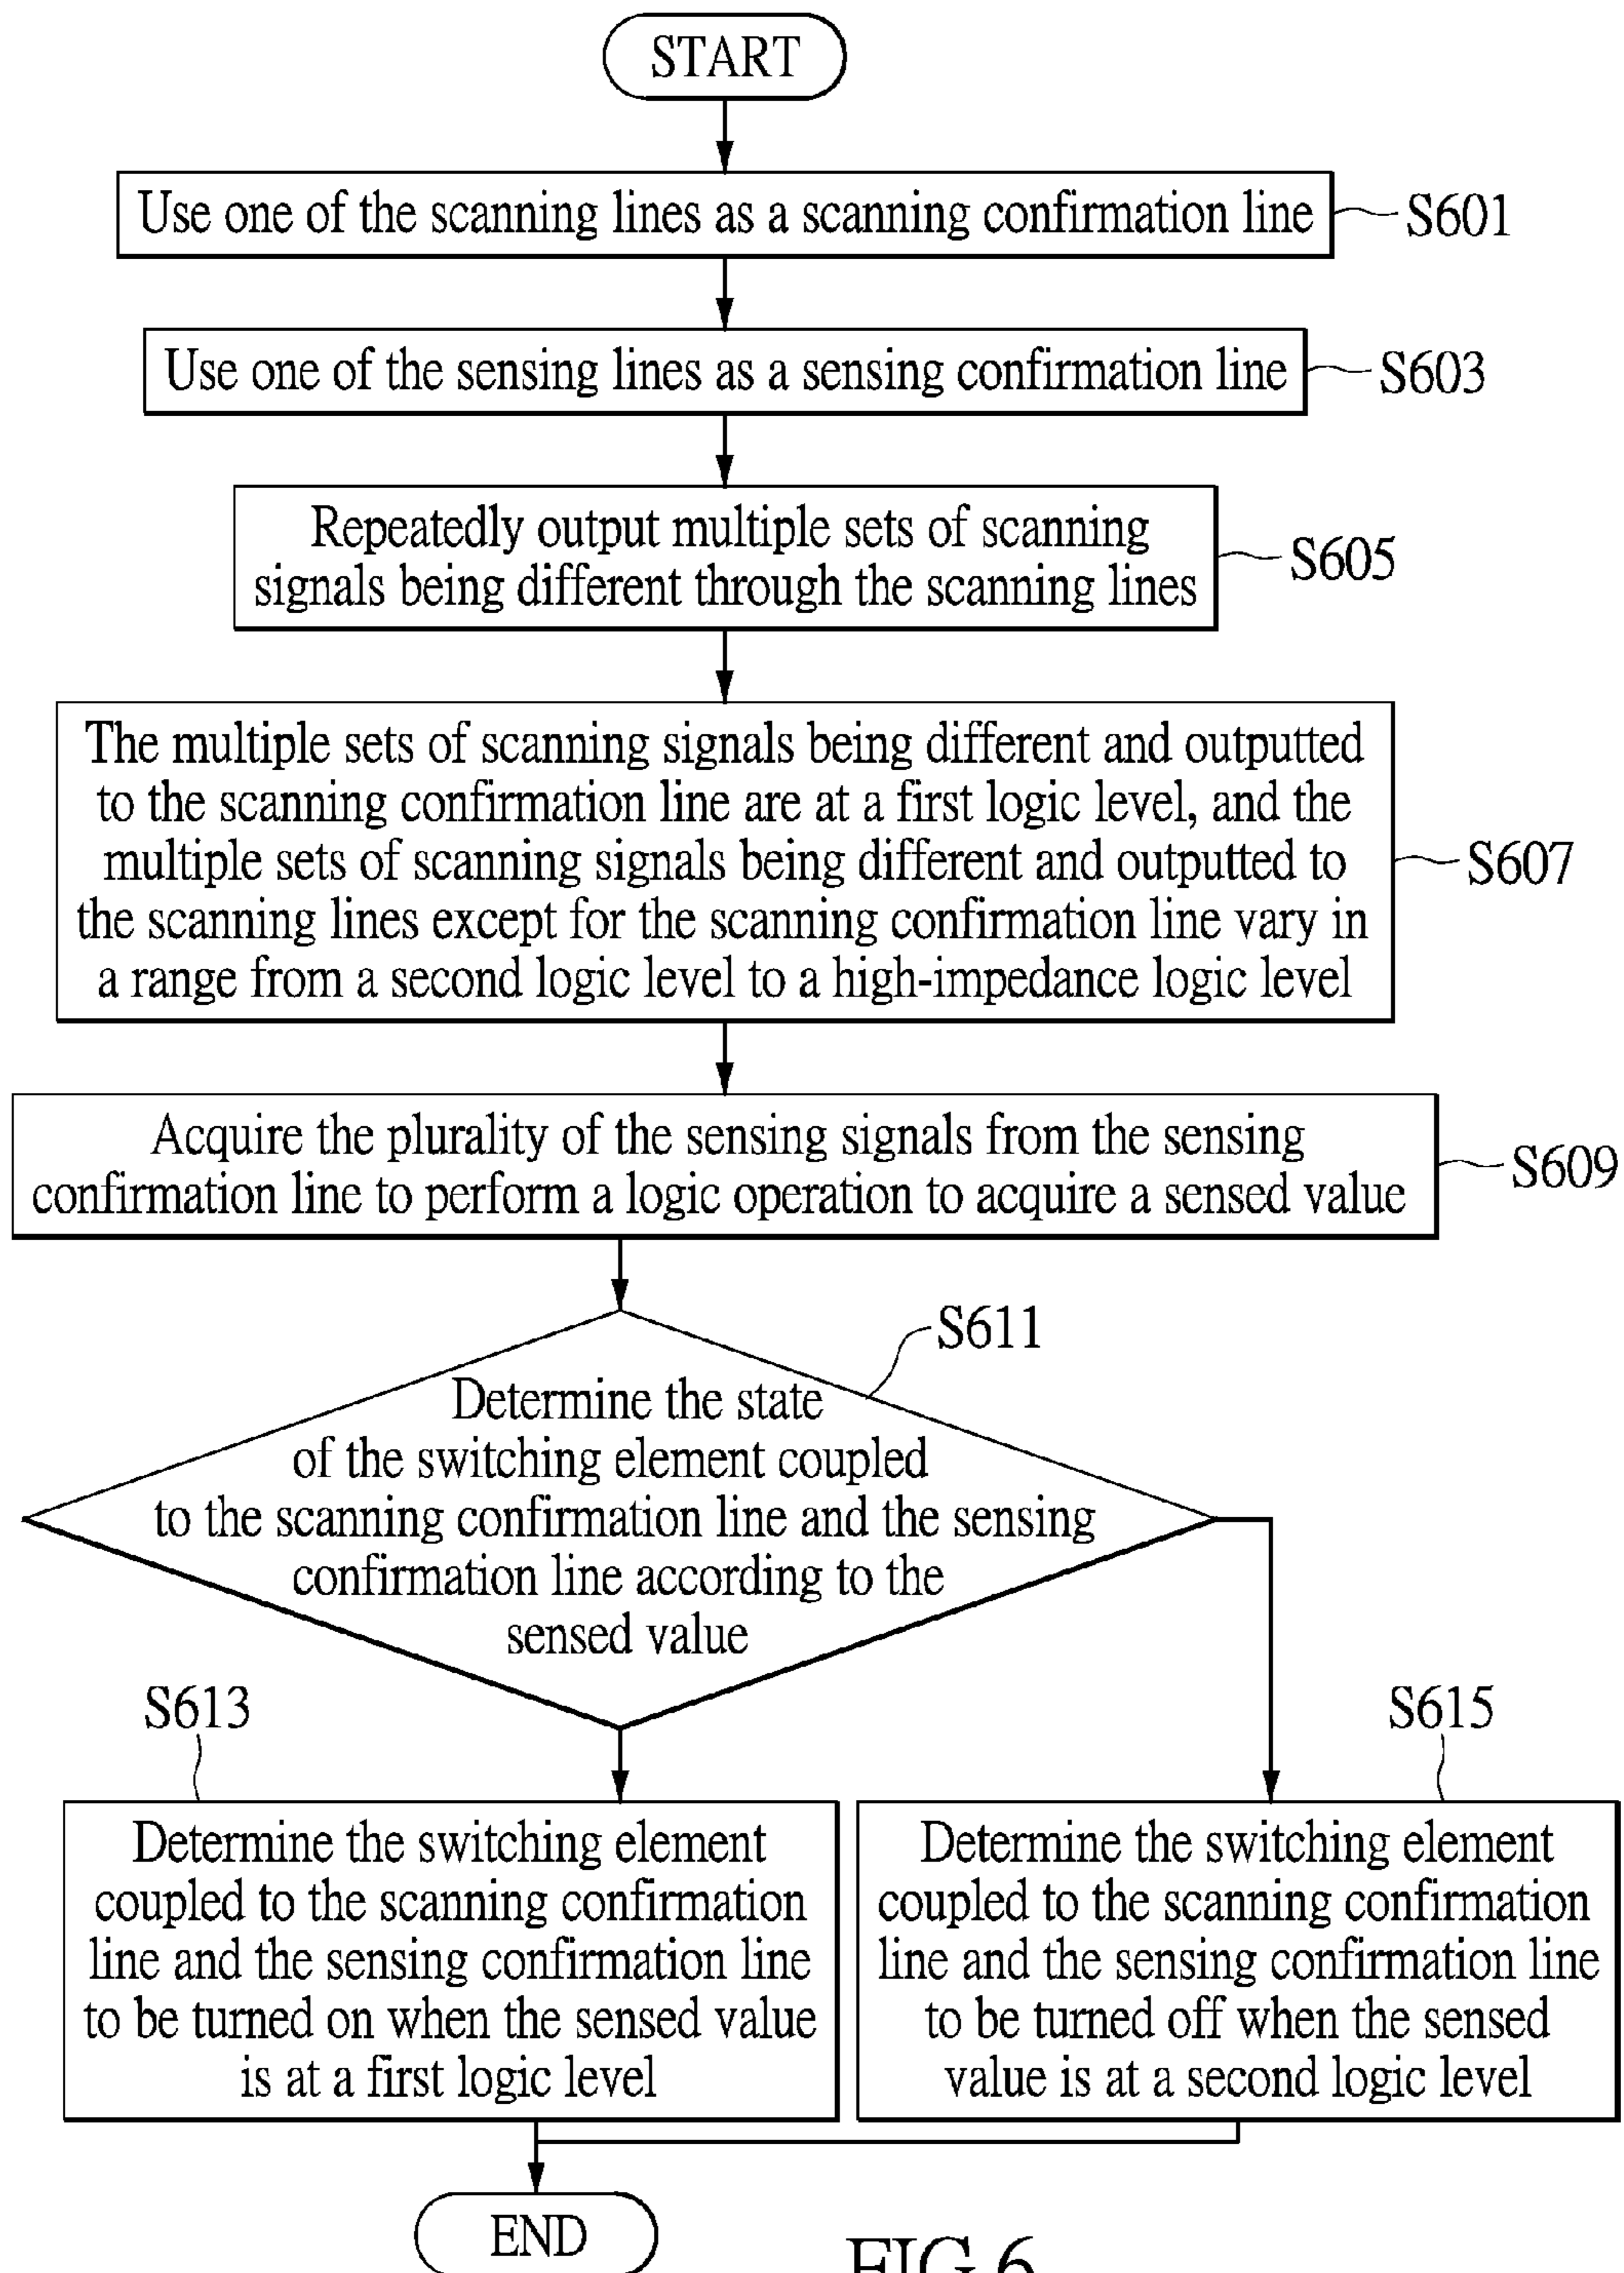 START
Use one of the scanning lines as a scanning confirmation line
S601
Use one of the sensing lines as a sensing confirmation line
S603
Repeatedly output multiple sets of scanning
signals being different through the scanning lines
S605
The multiple sets of scanning signals being different and outputted
to the scanning confirmation line are at a first logic level, and the
multiple sets of scanning signals being different and outputted to
the scanning lines except for the scanning confirmation line vary in
a range from a second logic level to a high-impedance logic level
S607
Acquire the plurality of the sensing signals from the sensing
confirmation line to perform a logic operation to acquire a sensed value
S609
S611
Determine the state
of the switching element coupled
to the scanning confirmation line and the sensing
confirmation line according to the
sensed value
S613
Determine the switching element
coupled to the scanning confirmation
line and the sensing confirmation line
to be turned on when the sensed value
is at a first logic level
S615
Determine the switching element
coupled to the scanning confirmation
line and the sensing confirmation line
to be turned off when the sensed
value is at a second logic level
END
FIG.6